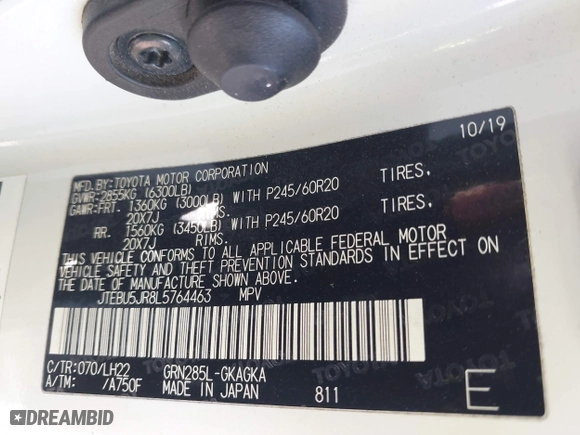 10/19
MFD.BY:TOYOTA MOTOR CORPORATION
GVWR:2855KG (6300LB)
GAWR:FRT. 1360KG (3000LB) WITH P245/60R20 TIRES,
20X7J RIMS.
RR. 1560KG (3450LB) WITH P245/60R20 TIRES,
20X7J RIMS.
THIS VEHICLE CONFORMS TO ALL APPLICABLE FEDERAL MOTOR
VEHICLE SAFETY AND THEFT PREVENTION STANDARDS IN EFFECT ON
THE DATE OF MANUFACTURE SHOWN ABOVE.
JTEBU5JR8L5764463 MPV
C/TR:070/LH22 GRN285L-GKAGKA
A/TM: /A750F MADE IN JAPAN 811 E
DREAMBID